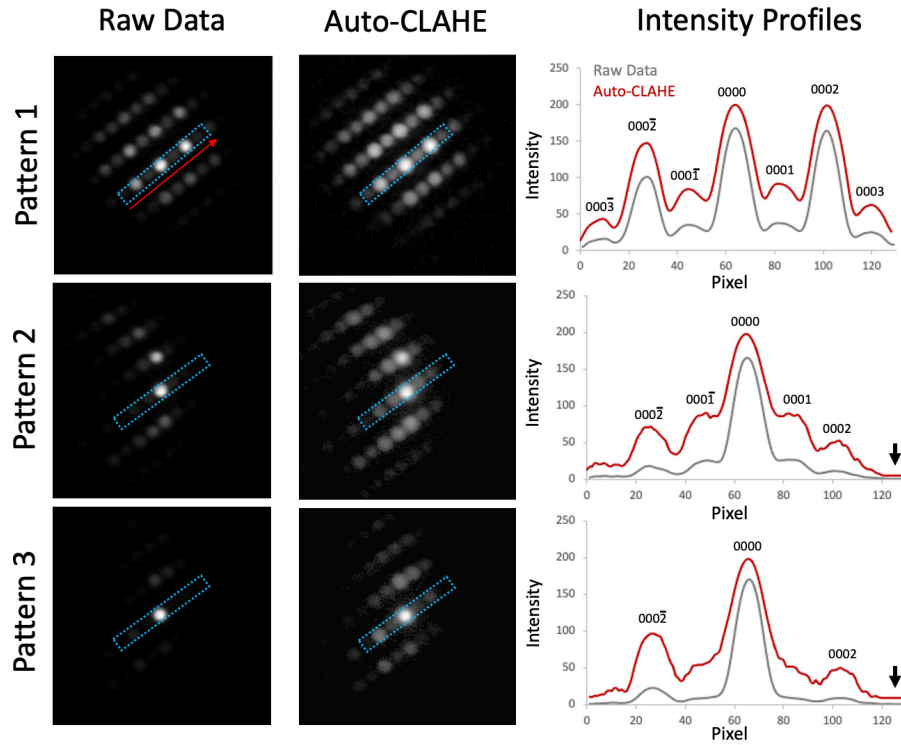 Raw Data
Auto-CLAHE
Intensity Profiles
Pattern 1
Raw Data
Auto-CLAHE
250
200
150
100
50
0
Intensity
0003̅
0002̅
0001̅
0000
0001
0002
0003
0 20 40 60 80 100 120
Pixel
Pattern 2
250
200
150
100
50
0
Intensity
0002̅
0001̅
0000
0001
0002
0 20 40 60 80 100 120
Pixel
Pattern 3
250
200
150
100
50
0
Intensity
0002̅
0000
0002
0 20 40 60 80 100 120
Pixel